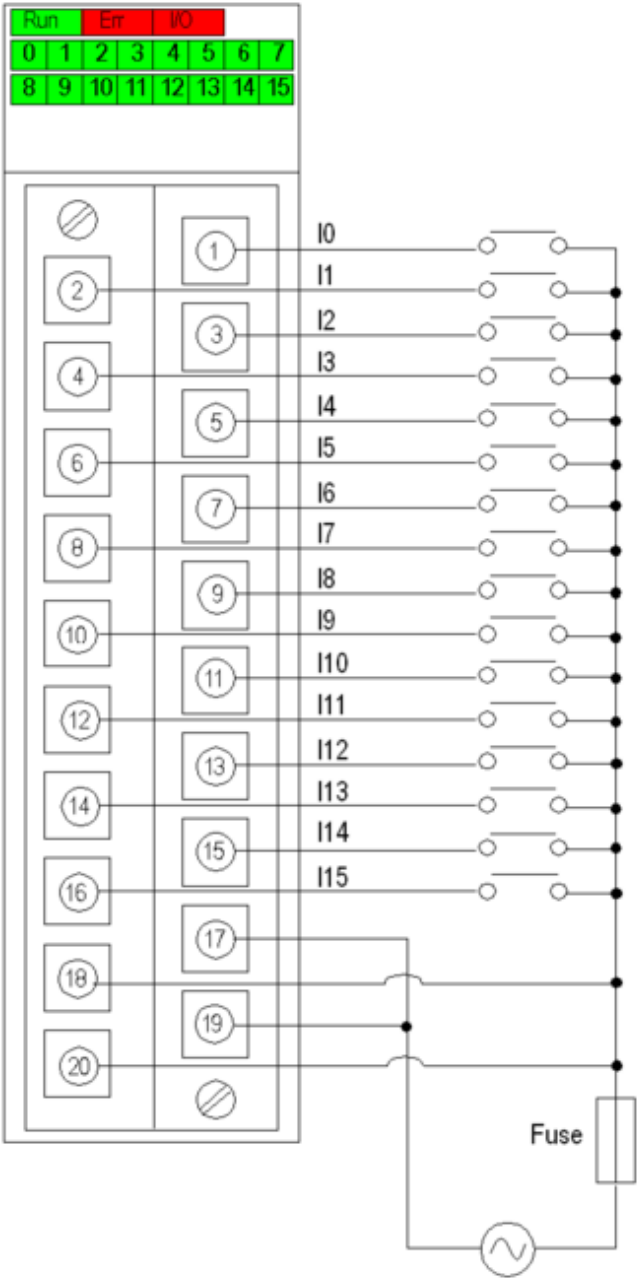 Run Err I/O
0 1 2 3 4 5 6 7
8 9 10 11 12 13 14 15
1 I0
2 I1
3 I2
4 I3
5 I4
6 I5
7 I6
8 I7
9 I8
10 I9
11 I10
12 I11
13 I12
14 I13
15 I14
16 I15
17
18
19
20
Fuse